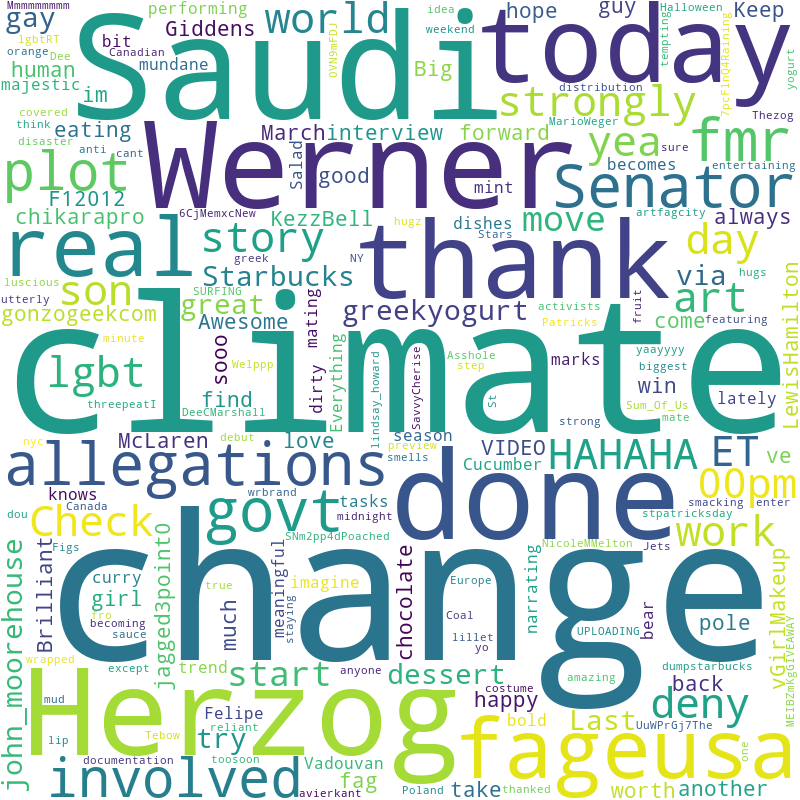 Mmmmmmmmm
performing
Saudi
world
today
hope
guy
Keep
Halloween
gay
lgbtRT
Dee
Giddens
bit
orange
Canadian
mundane
human
majestic
im
OVN9mFDJ
Big
tempting
idea
weekend
7pcF1nQ4Raining
yogurt
distribution
strongly
MarioWeger
Thezog
covered
think
disaster
eating
anti
cant
Werner
March
interview
forward
yea
fmr
sure
becomes
entertaining
plot
F12012
Salad
good
mint
Senator
artfagcity
always
chikarapro
6CjMemxcNew
KezzBell
hugz
dishes
Stars
move
day
real
story
greek
NY
thank
via
hugs
luscious
utterly
son
SURFING
Starbucks
great
mating
greekyogurt
activists
fruit
art
gonzogeekcom
Awesome
Patricks
come
featuring
minute
climate
LewisHamilton
lgbt
sooo
find
Welppp
dirty
Everything
lindsay_howard
SavvyCherise
Asshole
step
St
marks
yaayyyy
biggest
win
Sum_Of_Us
mate
lately
threepeatI
DeeCMarshall
strong
nyc
debut
McLaren
love
season
preview
smells
VIDEO
Cucumber
HAHAHA
ET
ve
allegations
knows
Canada
wrbrand
tasks
midnight
done
00pm
smacking
enter
stpatricksday
dou
Check
govt
SNm2pp4dPoached
work
Figs
john_moorehouse
Brilliant
curry
girl
becoming
sauce
fro
jagged3point0
true
much
meaningful
staying
imagine
chocolate
change
Europe
Coal
lillet
yo
narrating
NicoleMMelton
Jets
UPLOADING
bear
pole
vGirlMakeup
MEIBZmKgGIVEAWAY
wrapped
except
trend
start
anyone
dessert
costume
happy
amazing
dumpstarbucks
back
mud
Herzog
Felipe
reliant
bold
Last
deny
UuWPrGj7The
one
lip
Tebow
try
toosoon
Vadouvan
fag
fageusa
documentation
involved
xavierkant
Poland
take
thanked
worth
another